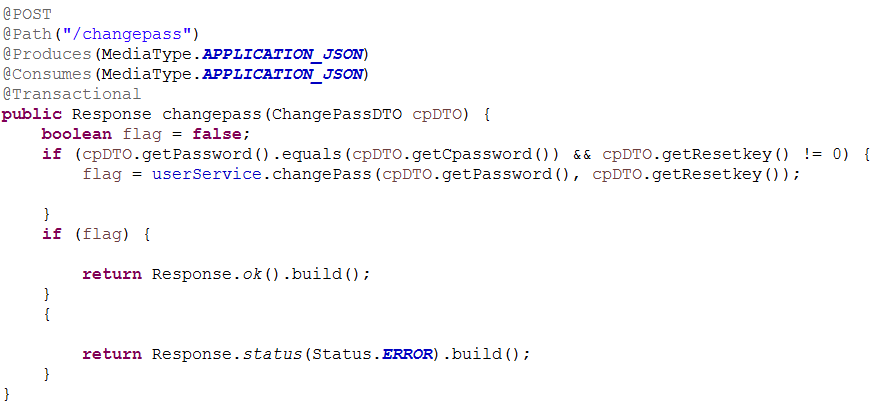 @POST
@Path("/changepass")
@Produces(MediaType.APPLICATION_JSON)
@Consumes(MediaType.APPLICATION_JSON)
@Transactional
public Response changepass(ChangePassDTO cpDTO) {
    boolean flag = false;
    if (cpDTO.getPassword().equals(cpDTO.getCpassword()) && cpDTO.getResetkey() != 0) {
        flag = userService.changePass(cpDTO.getPassword(), cpDTO.getResetkey());
    }
    if (flag) {
        return Response.ok().build();
    }
    {
        return Response.status(Status.ERROR).build();
    }
}